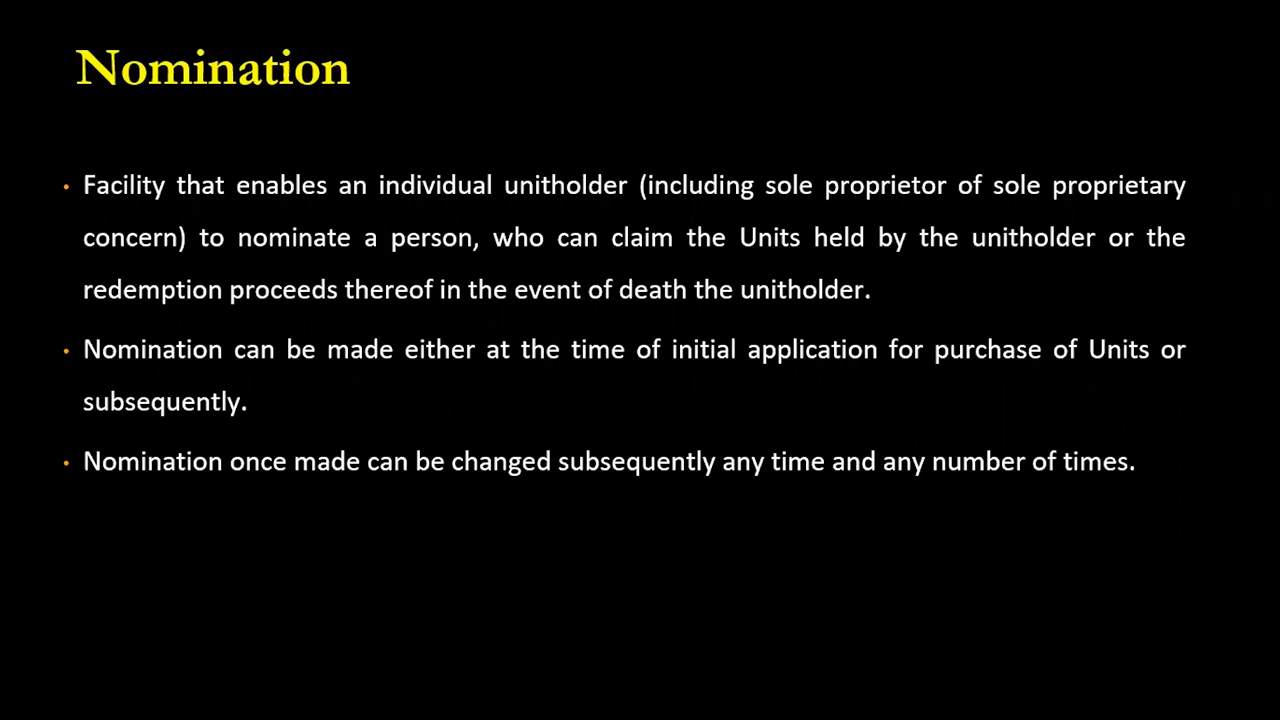 Nomination
• Facility that enables an individual unitholder (including sole proprietor of sole proprietary
concern) to nominate a person, who can claim the Units held by the unitholder or the
redemption proceeds thereof in the event of death the unitholder.
• Nomination can be made either at the time of initial application for purchase of Units or
subsequently.
• Nomination once made can be changed subsequently any time and any number of times.